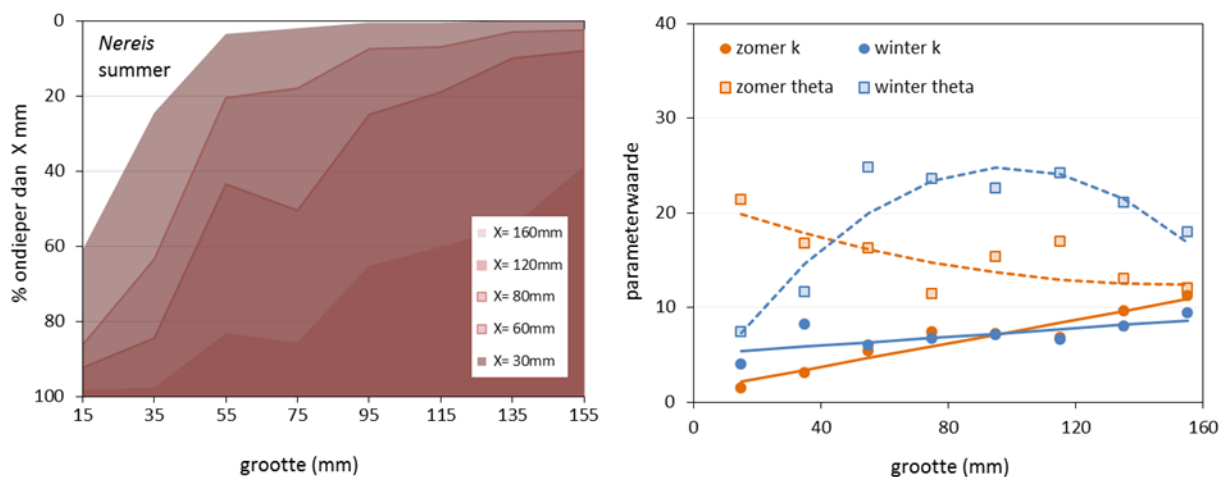 0
20
40
60
80
100
% ondieper dan X mm
Nereis
summer
X= 160mm
X= 120mm
X= 80mm
X= 60mm
X= 30mm
15 35 55 75 95 115 135 155
grootte (mm)
40
30
20
10
0
parameterwaarde
zomer k winter k
zomer theta winter theta
0 40 80 120 160
grootte (mm)